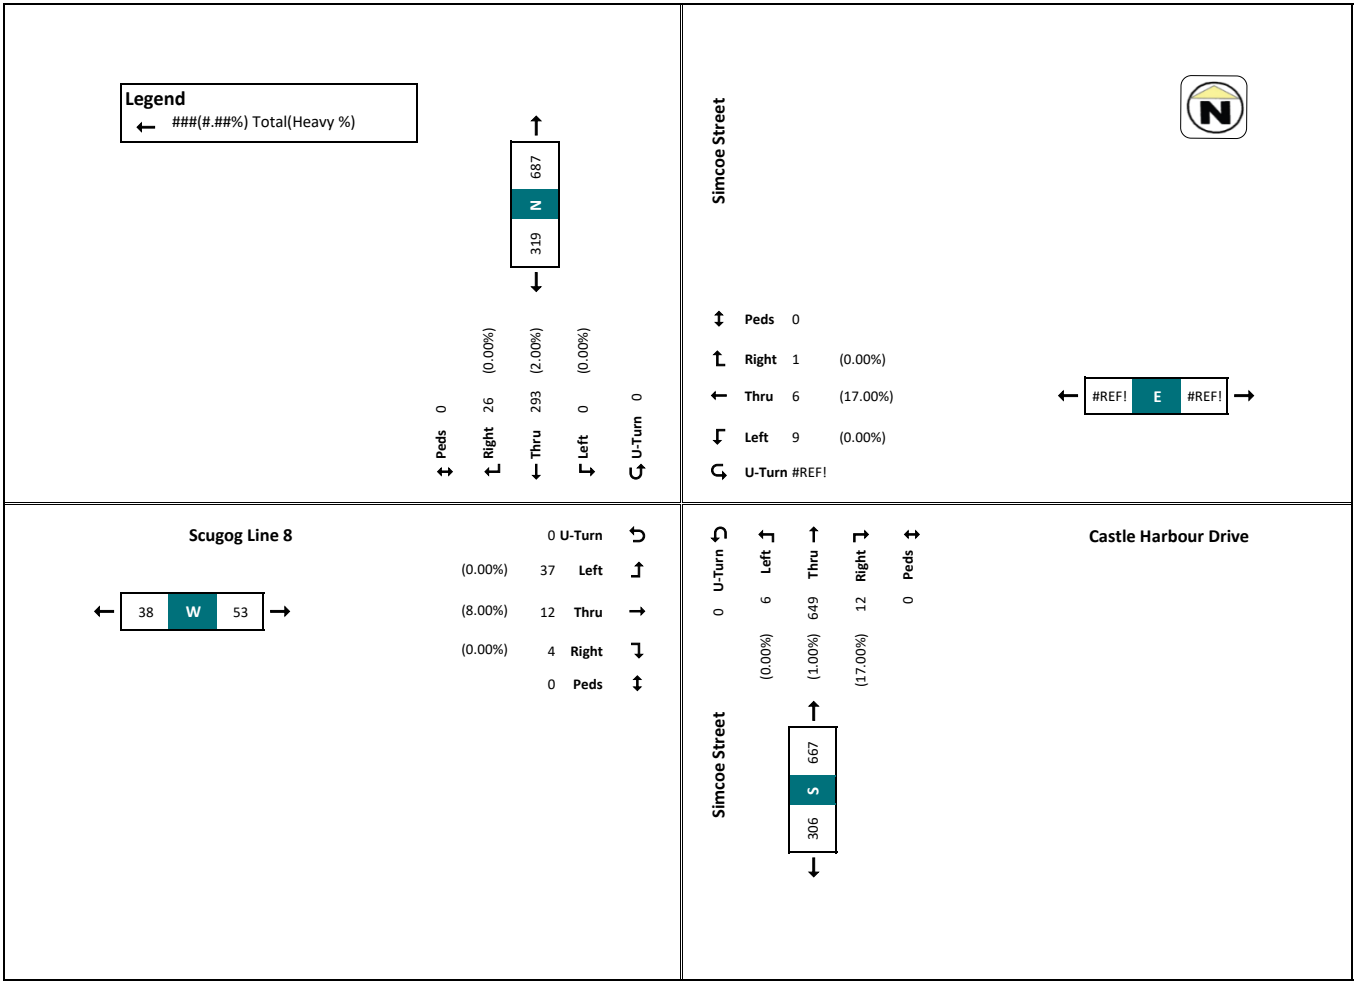 Legend
← ###(#.##%) Total(Heavy %)
687
N
319
Peds 0
Right 26 (0.00%)
Thru 293 (2.00%)
Left 0 (0.00%)
U-Turn 0
Simcoe Street
N
Peds 0
Right 1 (0.00%)
Thru 6 (17.00%)
Left 9 (0.00%)
U-Turn #REF!
#REF! E #REF!
Scugog Line 8
38 W 53
0 U-Turn
(0.00%) 37 Left
(8.00%) 12 Thru
(0.00%) 4 Right
0 Peds
0 U-Turn
(0.00%) 6 Left
(1.00%) 649 Thru
(17.00%) 12 Right
0 Peds
Castle Harbour Drive
Simcoe Street
667
S
306